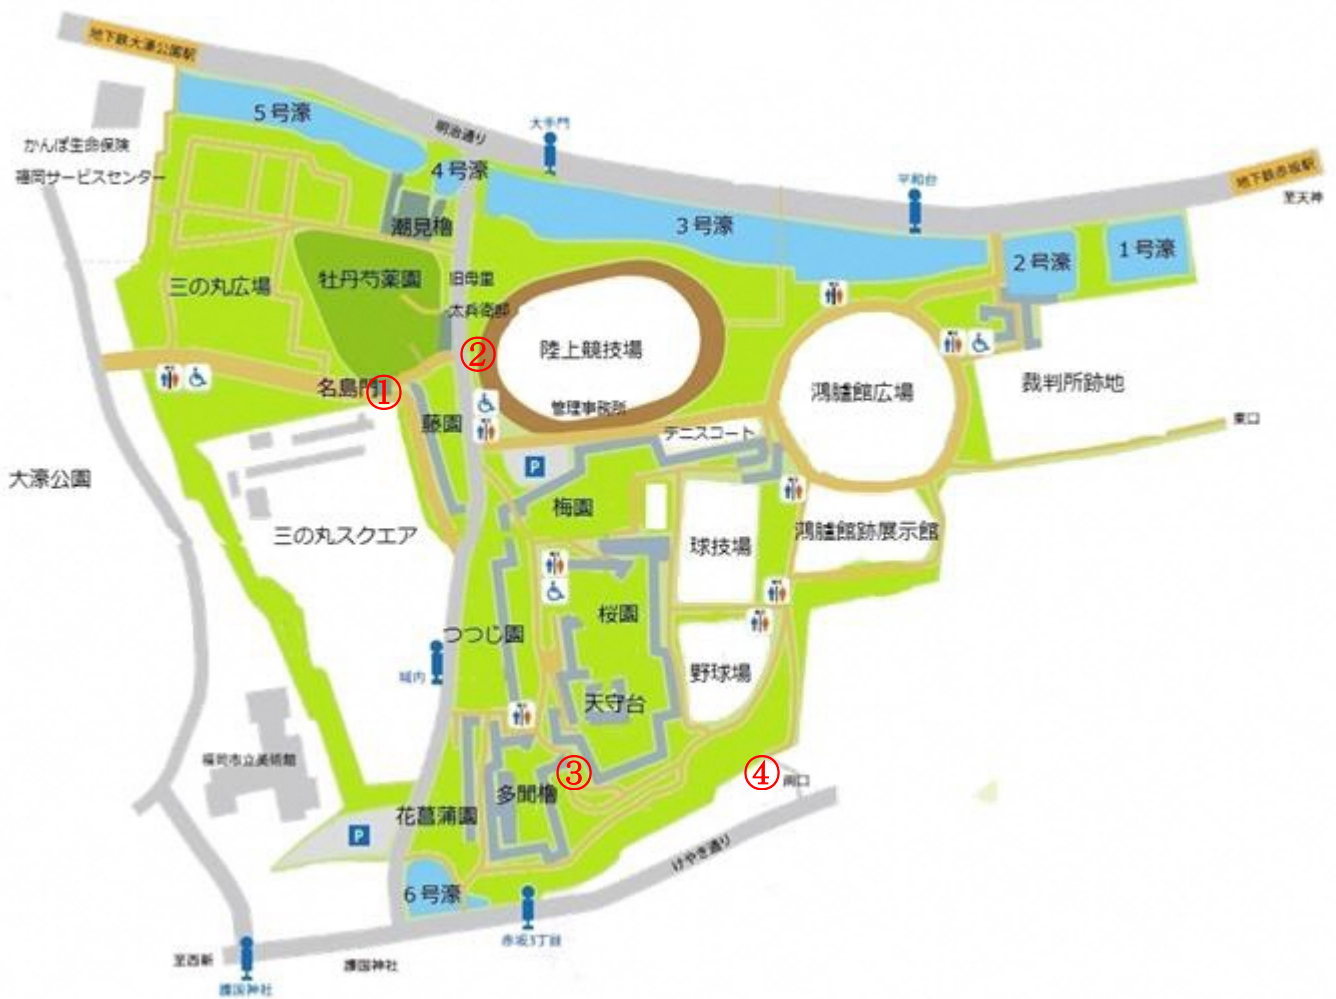 地下鉄大濠公園駅
5号濠
明治通り
大手門
かんぽ生命保険
福岡サービスセンター
4号濠
平和台
地下鉄赤坂駅
至天神
潮見櫓
3号濠
2号濠
1号濠
三の丸広場
牡丹芍薬園
旧母里
太兵衛邸
②
陸上競技場
鴻臚館広場
裁判所跡地
名島門
①
管理事務所
藤園
テニスコート
東口
大濠公園
P
梅園
三の丸スクエア
球技場
鴻臚館跡展示館
桜園
つつじ園
城内
野球場
天守台
福岡市立美術館
③
④
南口
多聞櫓
花菖蒲園
P
けやき通り
6号濠
赤坂3丁目
至西新
護国神社
護国神社